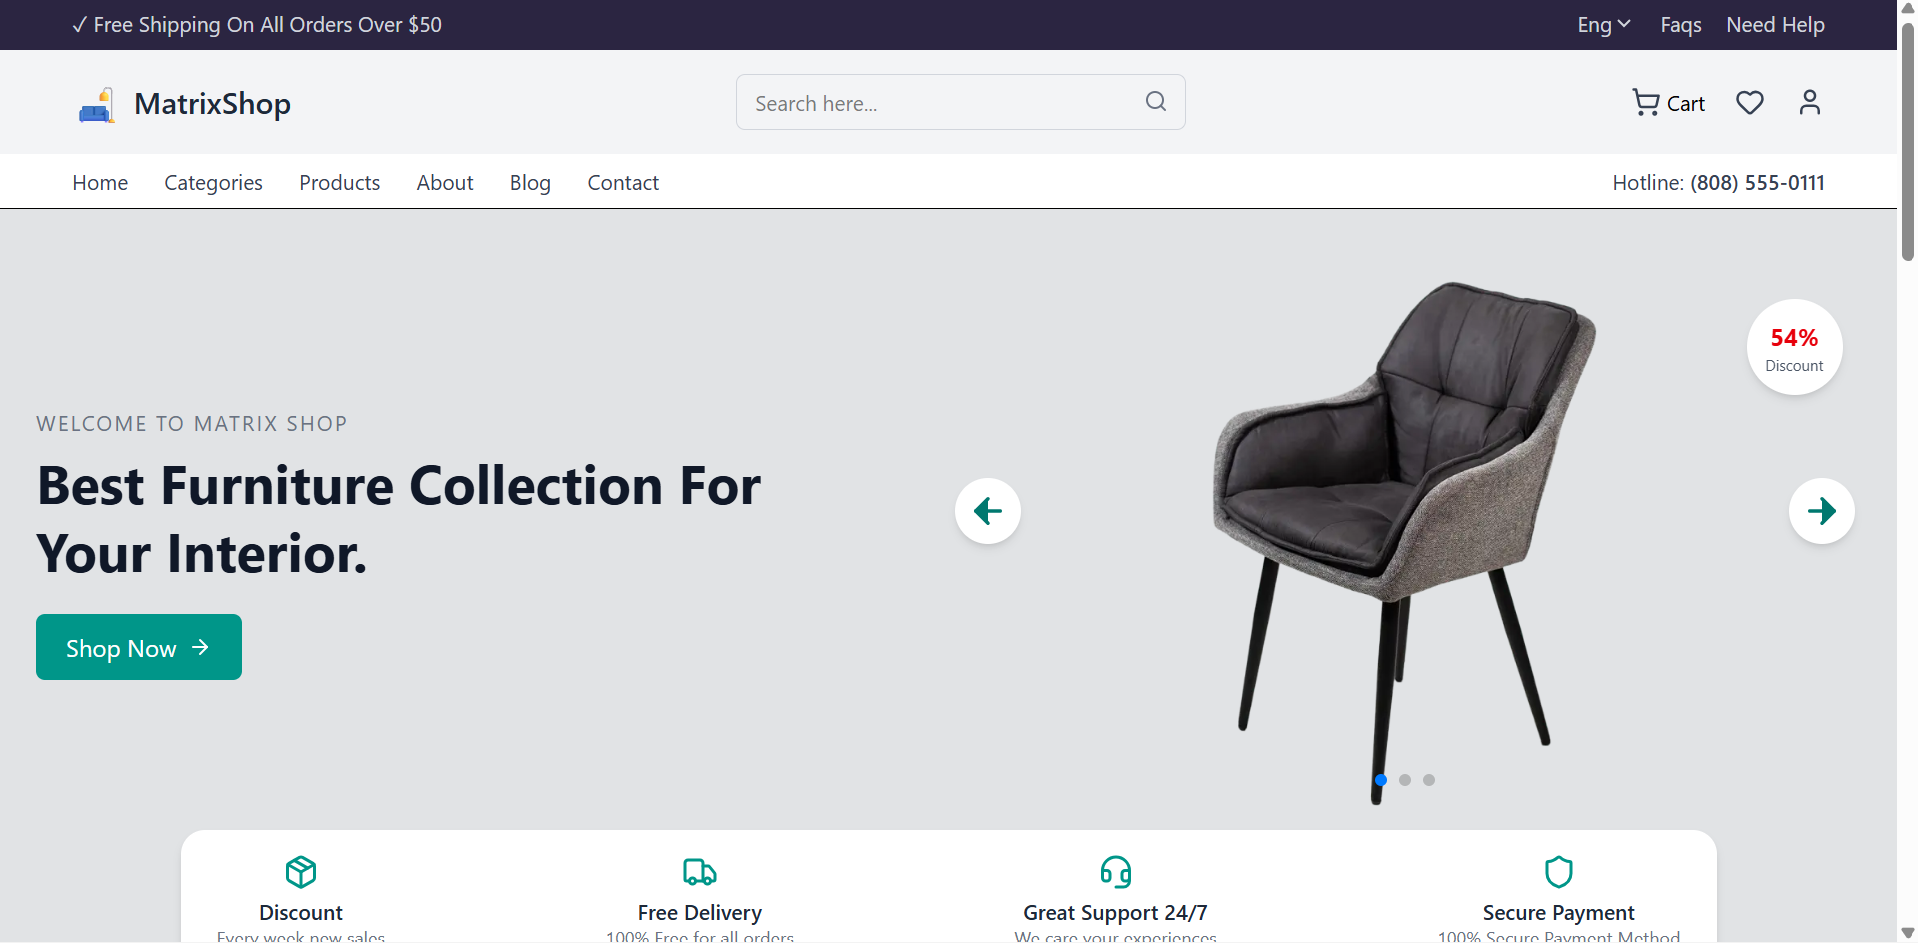 ✓ Free Shipping On All Orders Over $50
Eng Faqs Need Help
MatrixShop
Search here...
Cart
Home Categories Products About Blog Contact
Hotline: (808) 555-0111
54%
Discount
WELCOME TO MATRIX SHOP
Best Furniture Collection For
Your Interior.
Shop Now
Discount
Every week new sales
Free Delivery
100% Free for all orders
Great Support 24/7
We care your experiences
Secure Payment
100% Secure Payment Method